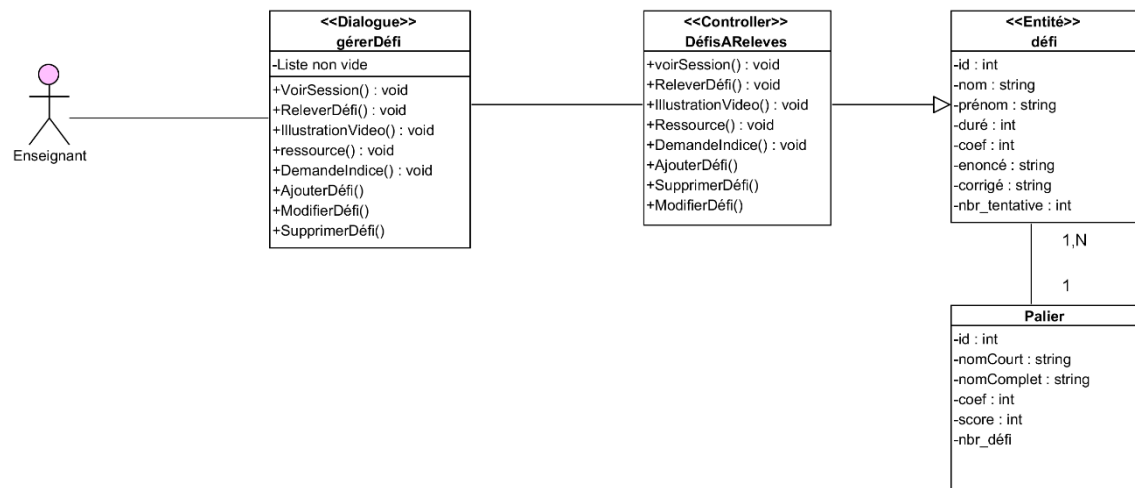 Enseignant
<<Dialogue>>
gérerDéfi
-Liste non vide
+VoirSession() : void
+ReleverDéfi() : void
+IllustrationVideo() : void
+ressource() : void
+DemandeIndice() : void
+AjouterDéfi()
+ModifierDéfi()
+SupprimerDéfi()
<<Controller>>
DéfisAReleves
+voirSession() : void
+ReleverDéfi() : void
+IllustrationVideo() : void
+Ressource() : void
+DemandeIndice() : void
+AjouterDéfi()
+SupprimerDéfi()
+ModifierDéfi()
<<Entité>>
défi
-id : int
-nom : string
-prénom : string
-duré : int
-coef : int
-enoncé : string
-corrigé : string
-nbr_tentative : int
1,N
1
Palier
-id : int
-nomCourt : string
-nomComplet : string
-coef : int
-score : int
-nbr_défi